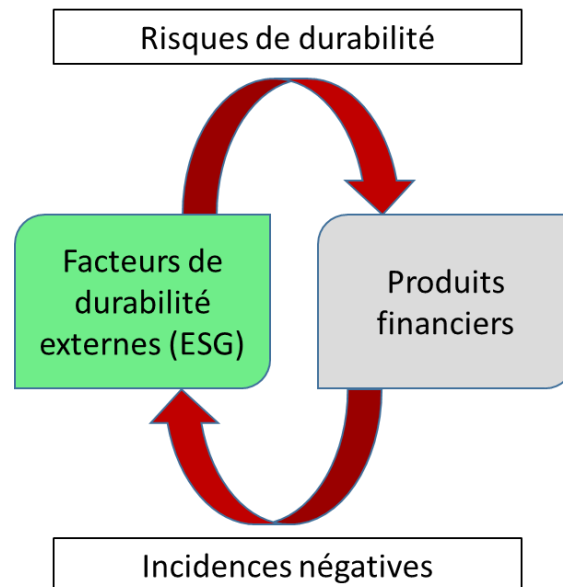 Risques de durabilité
Facteurs de
durabilité
externes (ESG)
Produits
financiers
Incidences négatives